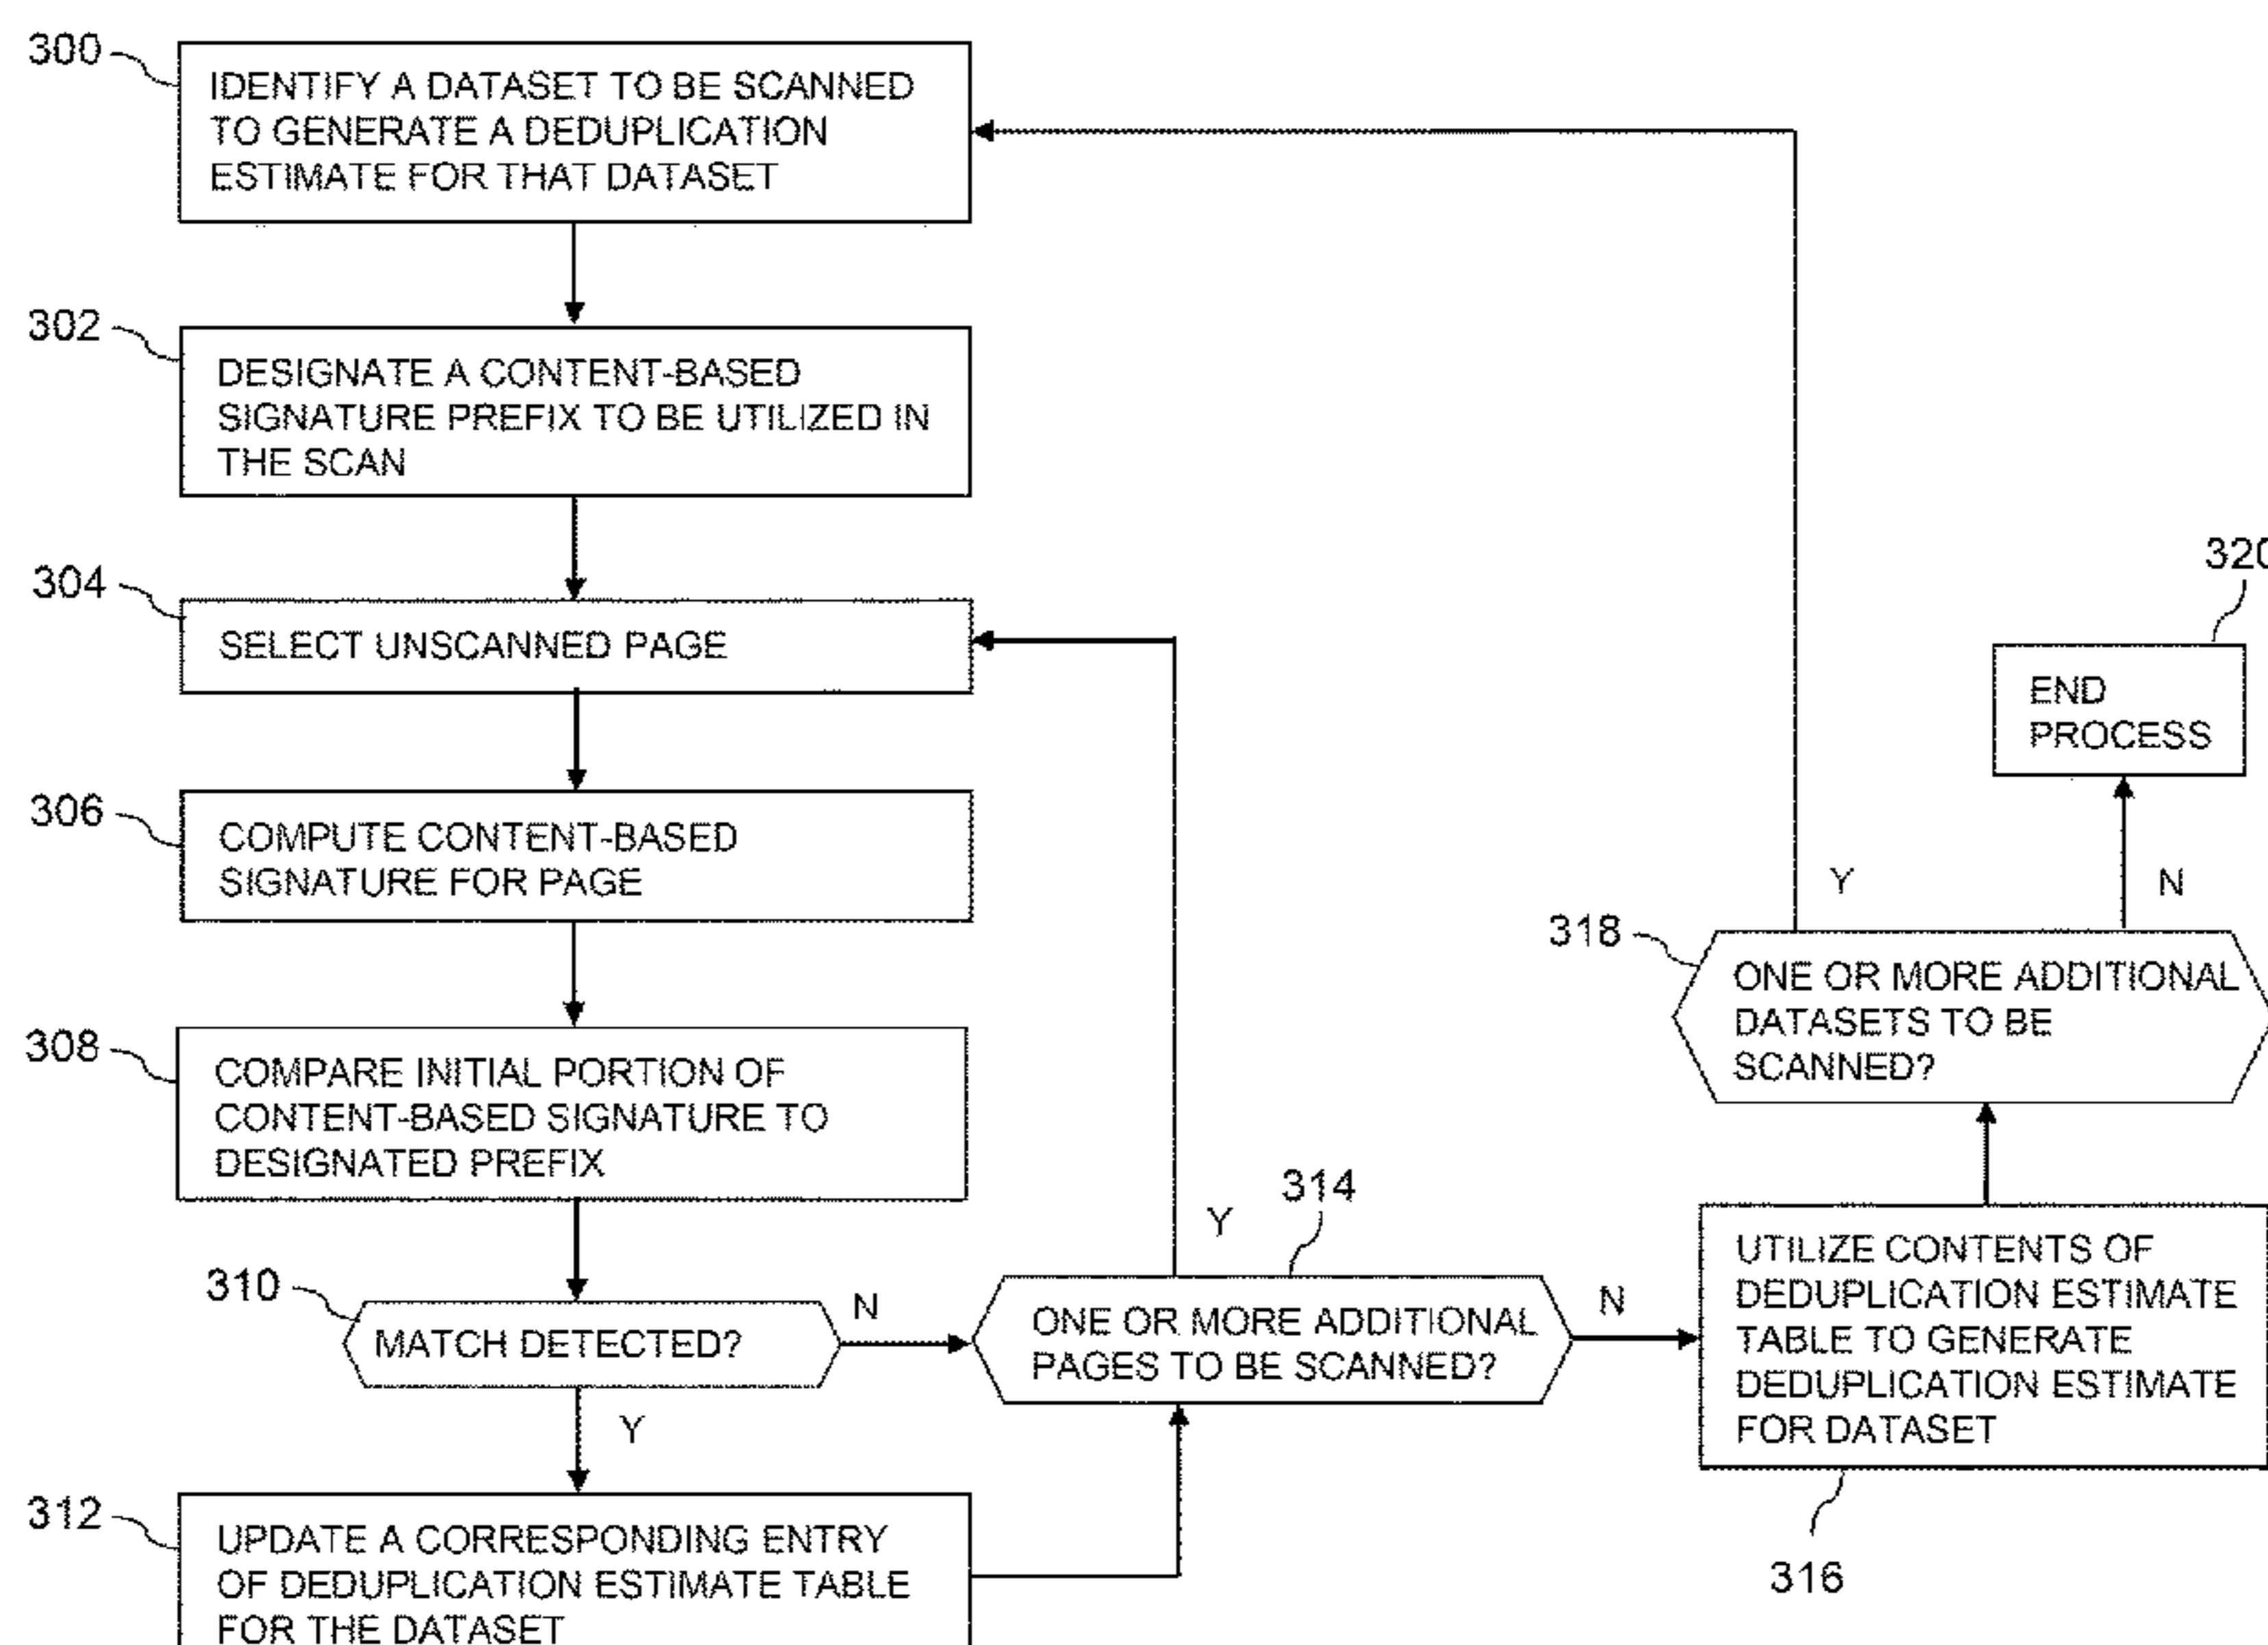 300
IDENTIFY A DATASET TO BE SCANNED
TO GENERATE A DEDUPLICATION
ESTIMATE FOR THAT DATASET
302
DESIGNATE A CONTENT-BASED
SIGNATURE PREFIX TO BE UTILIZED IN
THE SCAN
304
SELECT UNSCANNED PAGE
306
COMPUTE CONTENT-BASED
SIGNATURE FOR PAGE
308
COMPARE INITIAL PORTION OF
CONTENT-BASED SIGNATURE TO
DESIGNATED PREFIX
310
MATCH DETECTED?
N
Y
312
UPDATE A CORRESPONDING ENTRY
OF DEDUPLICATION ESTIMATE TABLE
FOR THE DATASET
314
Y
ONE OR MORE ADDITIONAL
PAGES TO BE SCANNED?
N
UTILIZE CONTENTS OF
DEDUPLICATION ESTIMATE
TABLE TO GENERATE
DEDUPLICATION ESTIMATE
FOR DATASET
316
318
ONE OR MORE ADDITIONAL
DATASETS TO BE
SCANNED?
Y
N
320
END
PROCESS